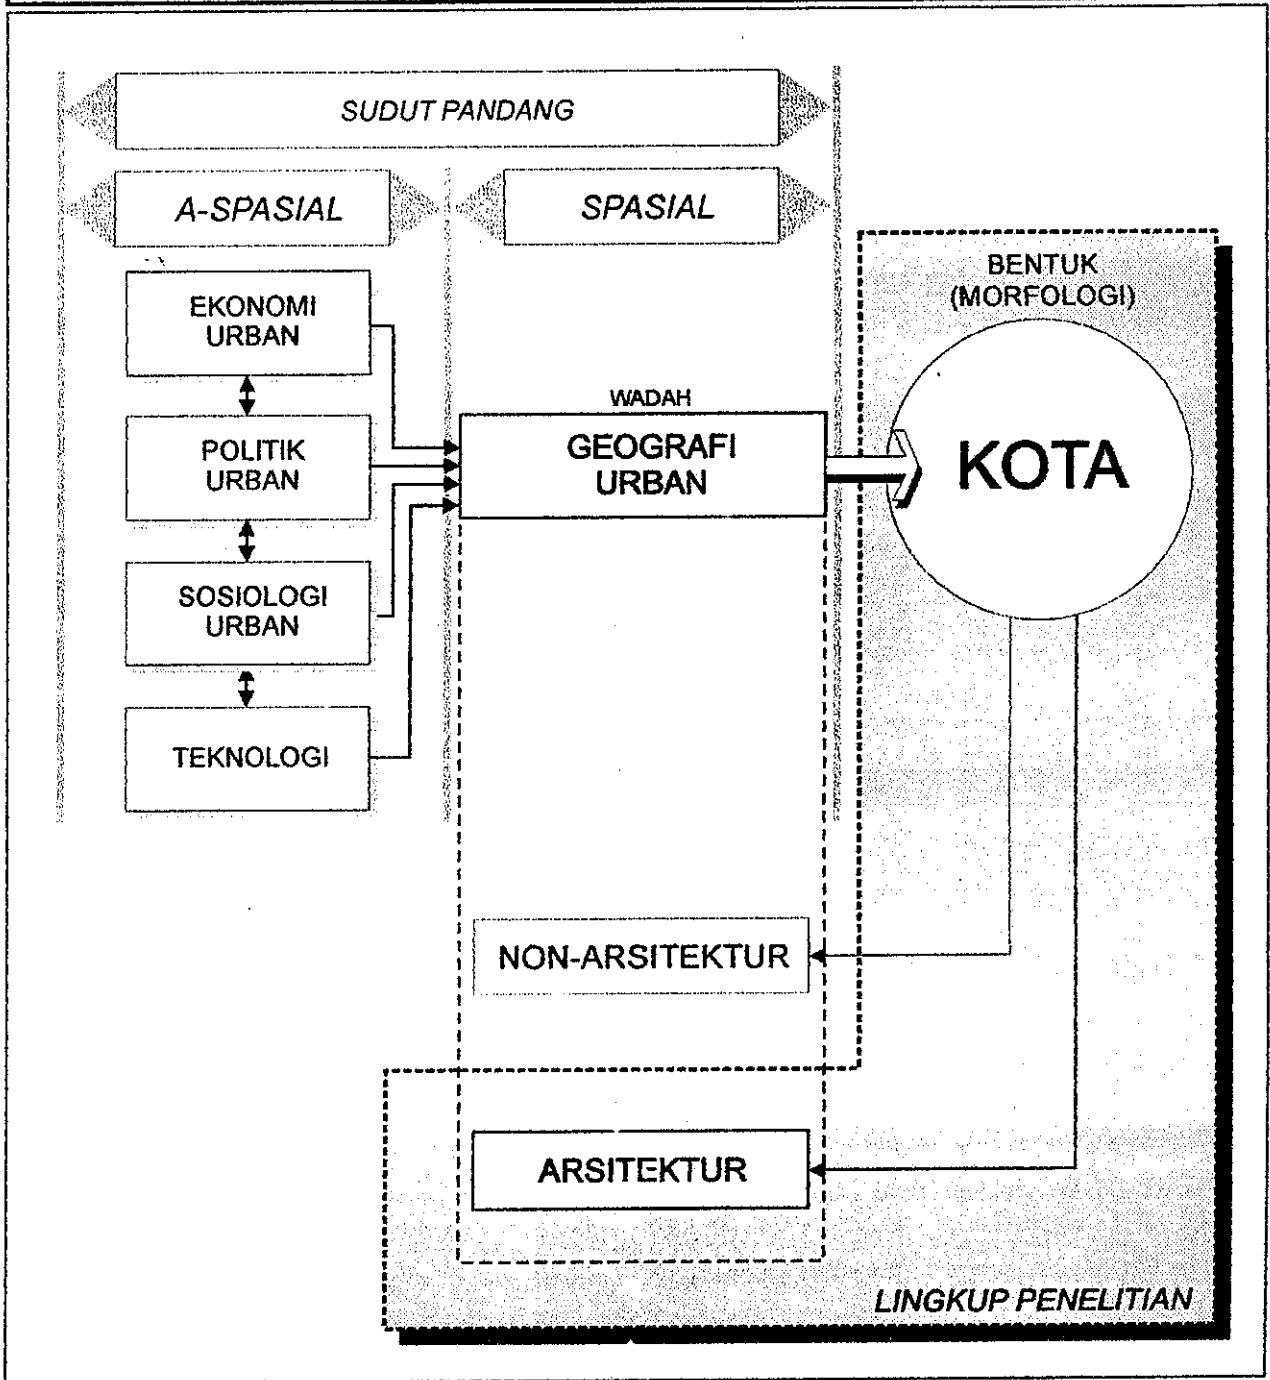 SUDUT PANDANG
A-SPASIAL
SPASIAL
EKONOMI
URBAN
POLITIK
URBAN
SOSIOLOGI
URBAN
TEKNOLOGI
WADAH
GEOGRAFI
URBAN
BENTUK
(MORFOLOGI)
KOTA
NON-ARSITEKTUR
ARSITEKTUR
LINGKUP PENELITIAN